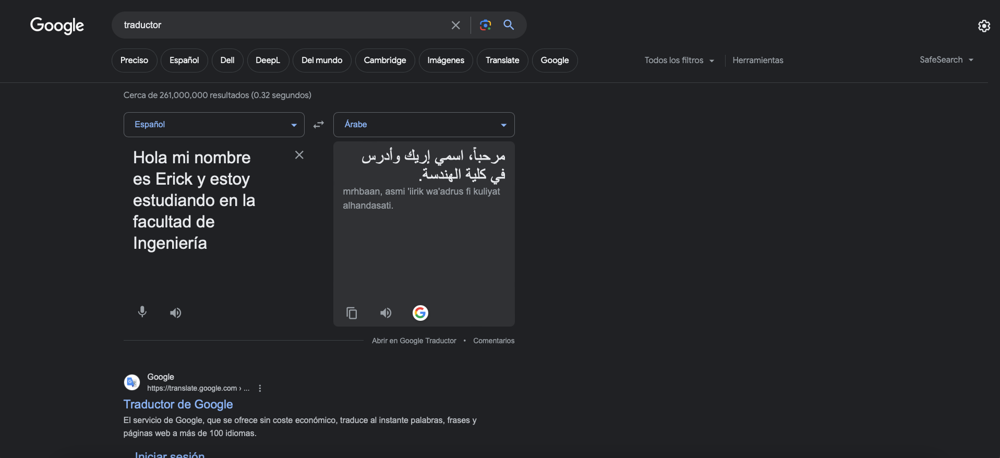 Google
traductor
Preciso
Español
Dell
DeepL
Del mundo
Cambridge
Imágenes
Translate
Google
Todos los filtros
Herramientas
SafeSearch
Cerca de 261,000,000 resultados (0.32 segundos)
Español
Árabe
Hola mi nombre
es Erick y estoy
estudiando en la
facultad de
Ingeniería
مرحباً، اسمي إريك وأدرس
في كلية الهندسة.
mrhbaan, asmi 'iirik wa'adrus fi kuliyat
alhandasati.
Abrir en Google Traductor • Comentarios
Google
https://translate.google.com › ...
Traductor de Google
El servicio de Google, que se ofrece sin coste económico, traduce al instante palabras, frases y
páginas web a más de 100 idiomas.
Iniciar sesión